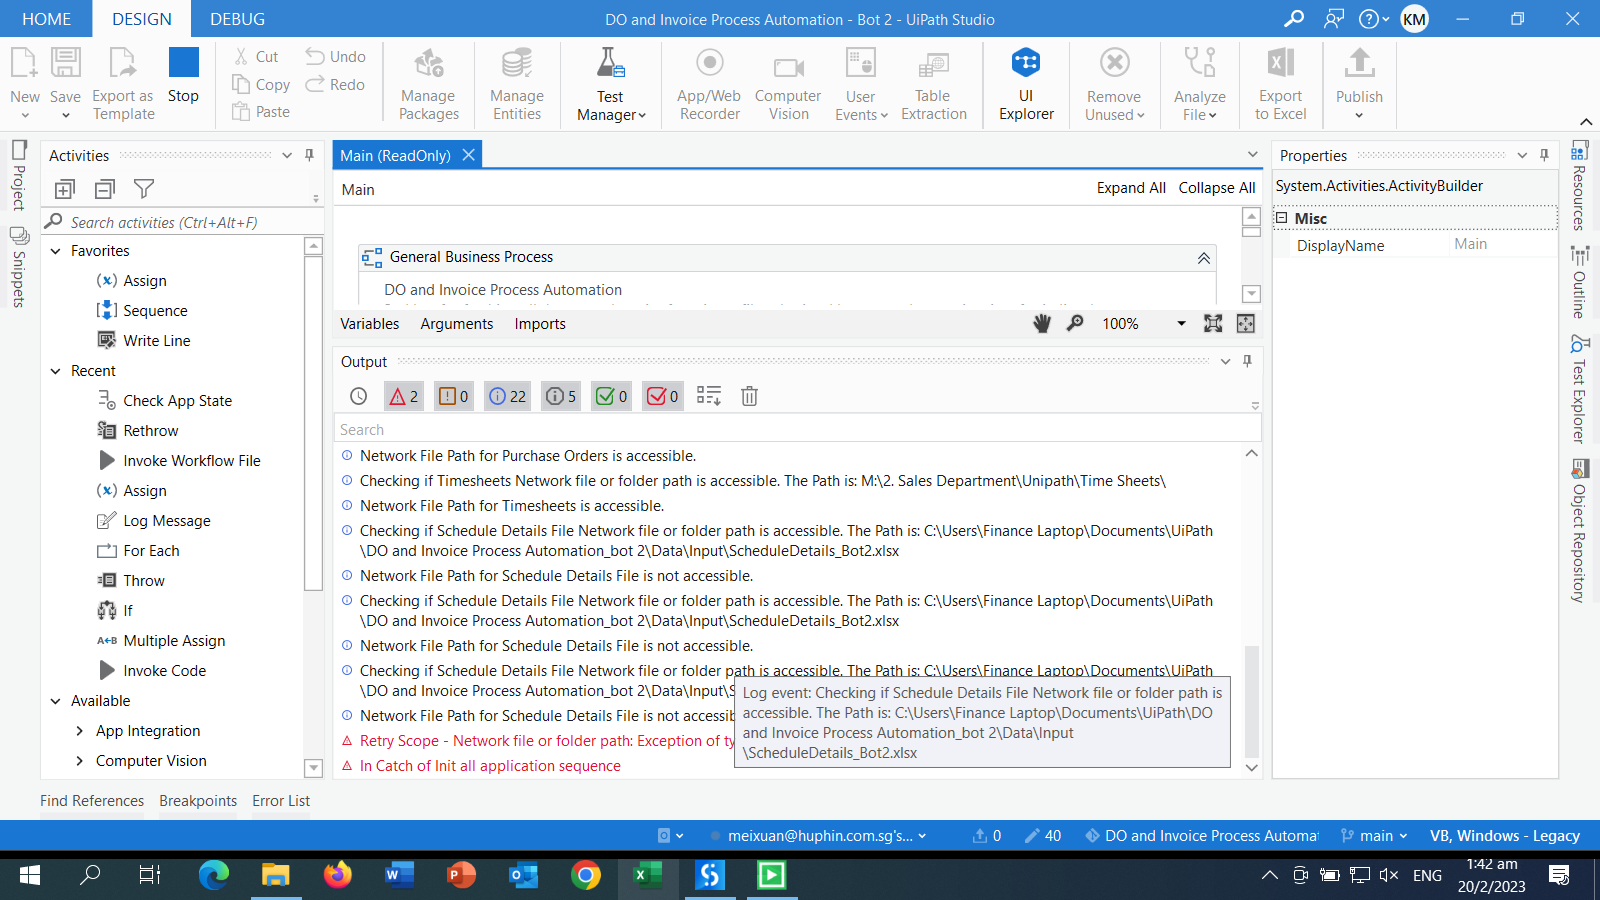 HOME DESIGN DEBUG DO and Invoice Process Automation - Bot 2 - UiPath Studio KM
New Save Export as Template Stop
Cut Copy Paste Undo Redo
Manage Packages
Manage Entities
Test Manager
App/Web Recorder
Computer Vision
User Events
Table Extraction
UI Explorer
Remove Unused
Analyze File
Export to Excel
Publish
Project
Snippets
Activities
Search activities (Ctrl+Alt+F)
Favorites
Assign
Sequence
Write Line
Recent
Check App State
Rethrow
Invoke Workflow File
Assign
Log Message
For Each
Throw
If
A+B Multiple Assign
Invoke Code
Available
App Integration
Computer Vision
Main (ReadOnly)
Main Expand All Collapse All
General Business Process
DO and Invoice Process Automation
Variables Arguments Imports 100%
Output
2 0 22 5 0 0
Search
Network File Path for Purchase Orders is accessible.
Checking if Timesheets Network file or folder path is accessible. The Path is: M:\2. Sales Department\Unipath\Time Sheets\
Network File Path for Timesheets is accessible.
Checking if Schedule Details File Network file or folder path is accessible. The Path is: C:\Users\Finance Laptop\Documents\UiPath
\DO and Invoice Process Automation_bot 2\Data\Input\ScheduleDetails_Bot2.xlsx
Network File Path for Schedule Details File is not accessible.
Checking if Schedule Details File Network file or folder path is accessible. The Path is: C:\Users\Finance Laptop\Documents\UiPath
\DO and Invoice Process Automation_bot 2\Data\Input\ScheduleDetails_Bot2.xlsx
Network File Path for Schedule Details File is not accessible.
Checking if Schedule Details File Network file or folder path is accessible. The Path is: C:\Users\Finance Laptop\Documents\UiPath
\DO and Invoice Process Automation_bot 2\Data\Input\S
Network File Path for Schedule Details File is not accessib
Retry Scope - Network file or folder path: Exception of ty
In Catch of Init all application sequence
Log event: Checking if Schedule Details File Network file or folder path is
accessible. The Path is: C:\Users\Finance Laptop\Documents\UiPath\DO
and Invoice Process Automation_bot 2\Data\Input
\ScheduleDetails_Bot2.xlsx
Properties
System.Activities.ActivityBuilder
Misc
DisplayName Main
Resources
Outline
Test Explorer
Object Repository
Find References Breakpoints Error List
meixuan@huphin.com.sg's... 0 40 DO and Invoice Process Automat main VB, Windows - Legacy
ENG 1:42 am
20/2/2023